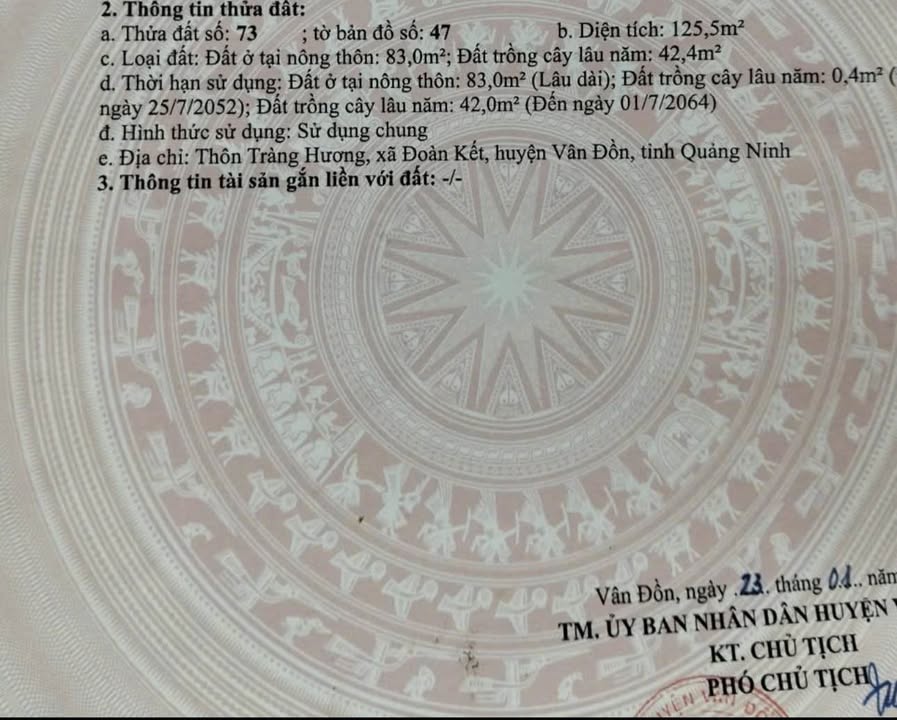 2. Thông tin thửa đất:
a. Thửa đất số: 73 ; tờ bản đồ số: 47 b. Diện tích: 125,5m²
c. Loại đất: Đất ở tại nông thôn: 83,0m²; Đất trồng cây lâu năm: 42,4m²
d. Thời hạn sử dụng: Đất ở tại nông thôn: 83,0m² (Lâu dài); Đất trồng cây lâu năm: 0,4m² (
ngày 25/7/2052); Đất trồng cây lâu năm: 42,0m² (Đến ngày 01/7/2064)
đ. Hình thức sử dụng: Sử dụng chung
e. Địa chỉ: Thôn Tràng Hương, xã Đoàn Kết, huyện Vân Đồn, tỉnh Quảng Ninh
3. Thông tin tài sản gắn liền với đất: -/-
Vân Đồn, ngày .23. tháng 01.. năm
TM. ỦY BAN NHÂN DÂN HUYỆN V
KT. CHỦ TỊCH
PHÓ CHỦ TỊCH